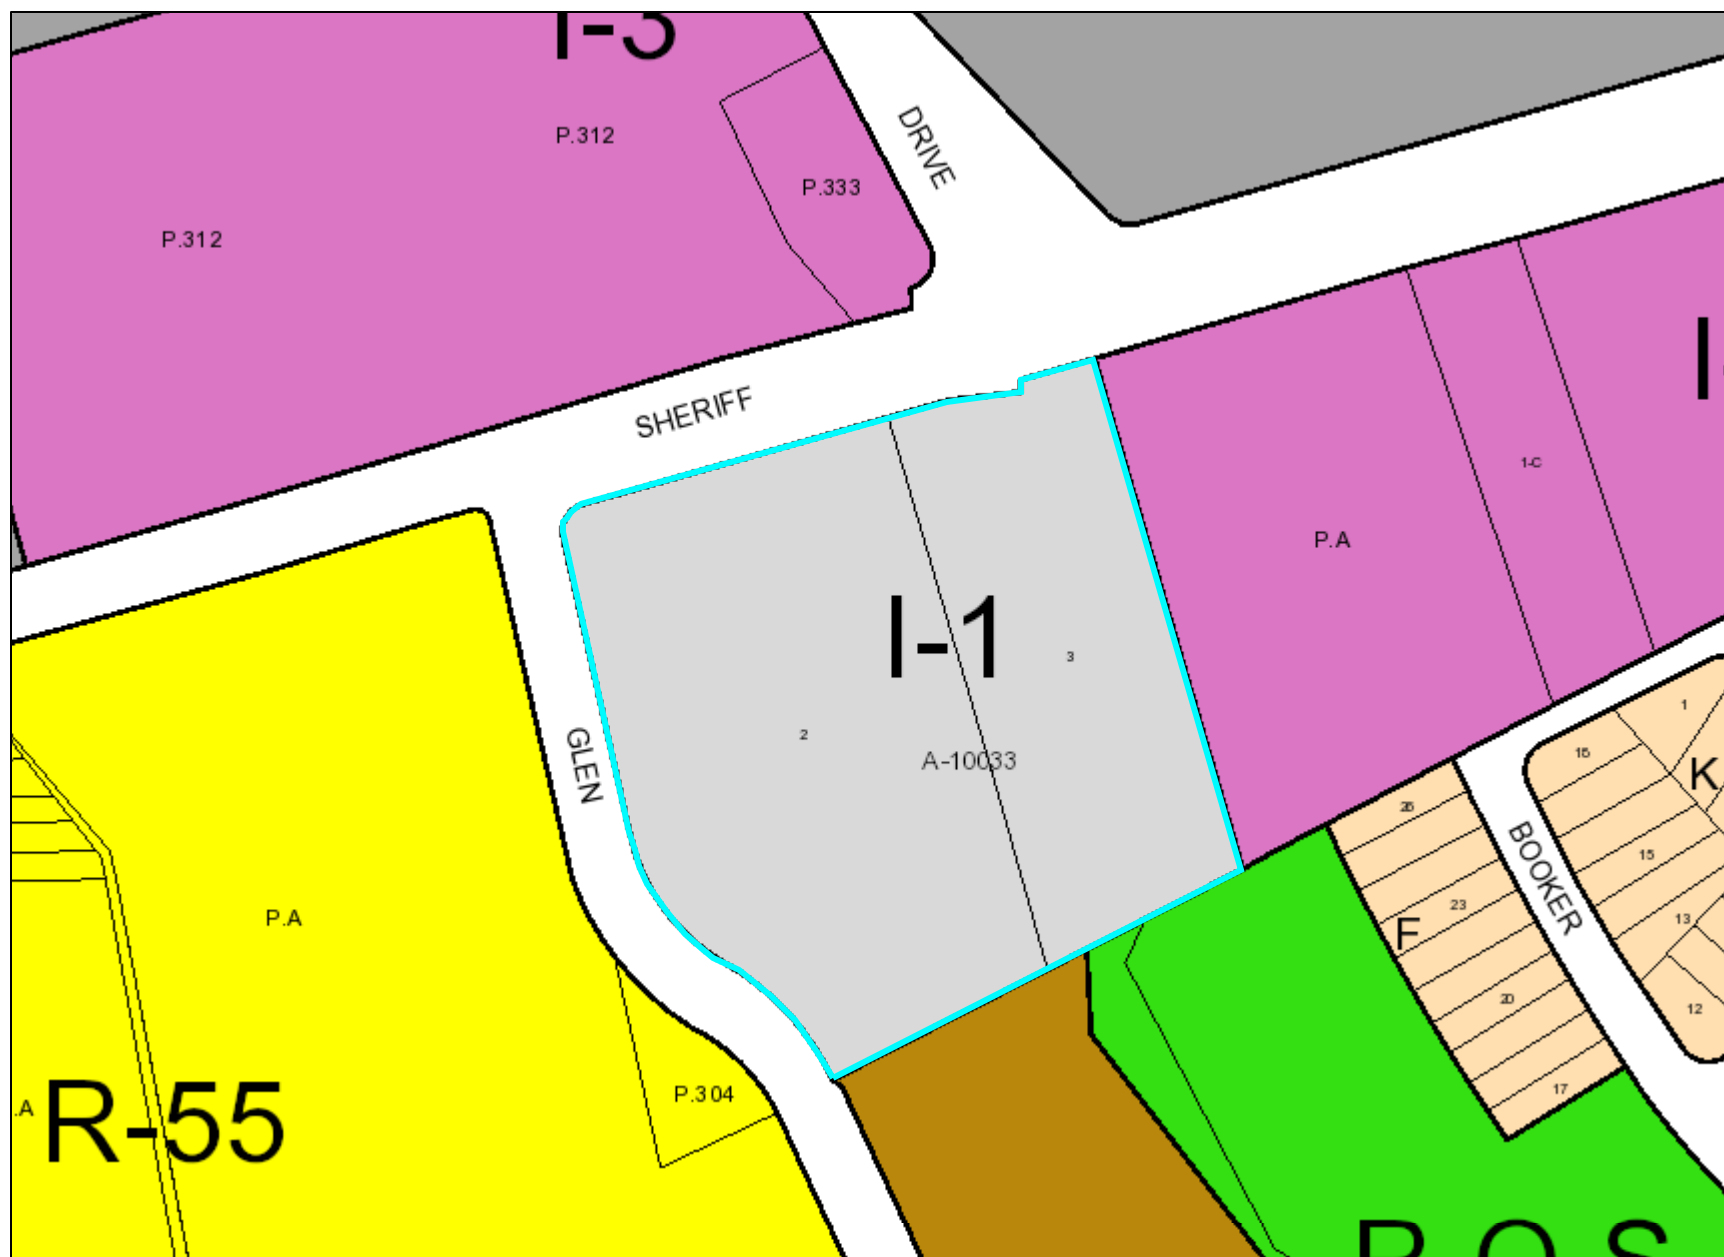 I-3
P.312
DRIVE
P.333
P.312
SHERIFF
1-C
P.A
I-1
3
2
A-10033
GLEN
1
16
K
26
15
BOOKER
23
13
F
P.A
20
12
17
P.304
.A
R-55
R-O-S